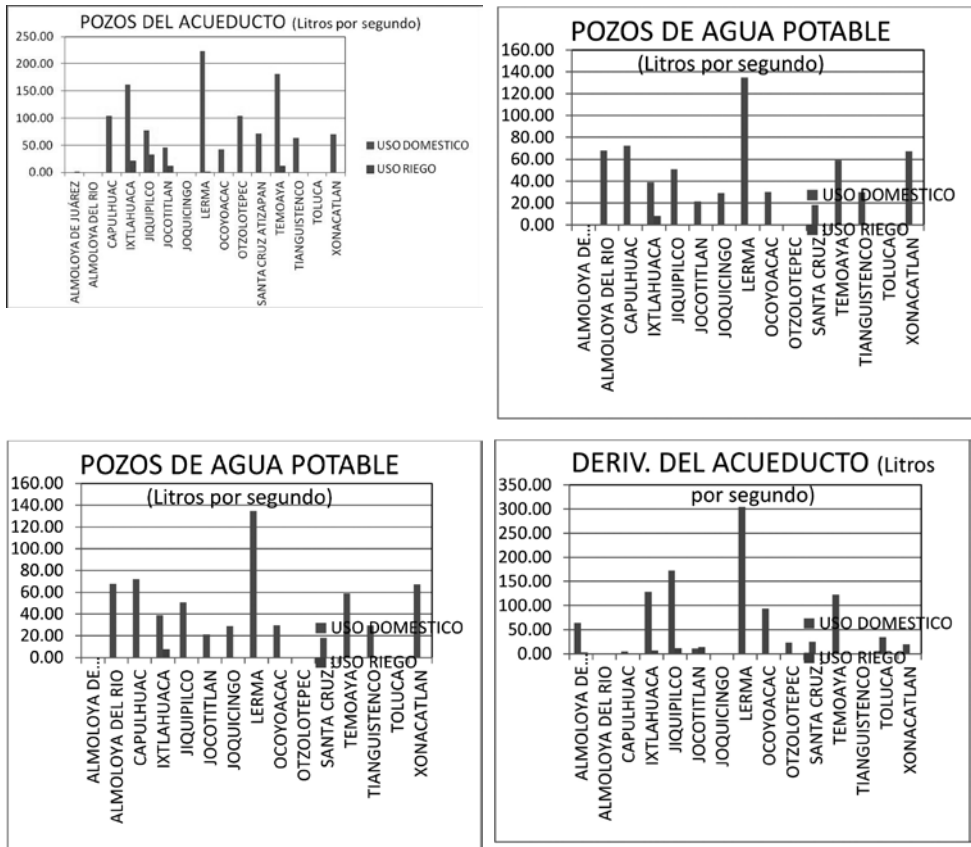 POZOS DEL ACUEDUCTO (Litros por segundo)
250.00
200.00
150.00
100.00
50.00
0.00
ALMOLOYA DE JUÁREZ
ALMOLOYA DEL RIO
CAPULHUAC
IXTLAHUACA
JIQUIPILCO
JOCOTITLAN
JOQUICINGO
LERMA
OCOYOACAC
OTZOLOTEPEC
SANTA CRUZ ATIZAPAN
TEMOAYA
TIANGUISTENCO
TOLUCA
XONACATLAN
USO DOMESTICO
USO RIEGO
POZOS DE AGUA POTABLE
(Litros por segundo)
160.00
140.00
120.00
100.00
80.00
60.00
40.00
20.00
0.00
ALMOLOYA DE...
ALMOLOYA DEL RIO
CAPULHUAC
IXTLAHUACA
JIQUIPILCO
JOCOTITLAN
JOQUICINGO
LERMA
OCOYOACAC
OTZOLOTEPEC
SANTA CRUZ
TEMOAYA
TIANGUISTENCO
TOLUCA
XONACATLAN
USO DOMESTICO
USO RIEGO
POZOS DE AGUA POTABLE
(Litros por segundo)
160.00
140.00
120.00
100.00
80.00
60.00
40.00
20.00
0.00
ALMOLOYA DE...
ALMOLOYA DEL RIO
CAPULHUAC
IXTLAHUACA
JIQUIPILCO
JOCOTITLAN
JOQUICINGO
LERMA
OCOYOACAC
OTZOLOTEPEC
SANTA CRUZ
TEMOAYA
TIANGUISTENCO
TOLUCA
XONACATLAN
USO DOMESTICO
USO RIEGO
DERIV. DEL ACUEDUCTO (Litros
por segundo)
350.00
300.00
250.00
200.00
150.00
100.00
50.00
0.00
ALMOLOYA DE...
ALMOLOYA DEL RIO
CAPULHUAC
IXTLAHUACA
JIQUIPILCO
JOCOTITLAN
JOQUICINGO
LERMA
OCOYOACAC
OTZOLOTEPEC
SANTA CRUZ
TEMOAYA
TIANGUISTENCO
TOLUCA
XONACATLAN
USO DOMESTICO
USO RIEGO